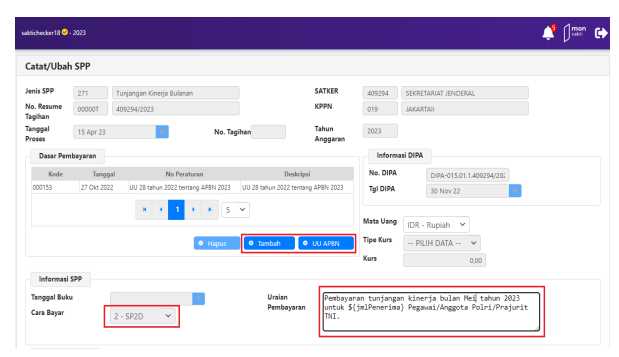 saktichecker18 - 2023
5
mon
sakti
Catat/Ubah SPP
Jenis SPP 271 Tunjangan Kinerja Bulanan SATKER 409294 SEKRETARIAT JENDERAL
No. Resume Tagihan 00000T 409294/2023 KPPN 019 JAKARTAII
Tanggal Proses 15 Apr 23 No. Tagihan Tahun Anggaran 2023
Dasar Pembayaran
Kode Tanggal No Peraturan Deskripsi
000153 27 Okt 2022 UU 28 tahun 2022 tentang APBN 2023 UU 28 tahun 2022 tentang APBN 2023
1 5
Hapus Tambah UU APBN
Informasi DIPA
No. DIPA DIPA-015.01.1.409294/202
Tgl DIPA 30 Nov 22
Mata Uang IDR - Rupiah
Tipe Kurs -- PILIH DATA --
Kurs 0,00
Informasi SPP
Tanggal Buku
Cara Bayar 2 - SP2D
Uraian Pembayaran
Pembayaran tunjangan kinerja bulan Mei tahun 2023
untuk ${jmlPenerima} Pegawai/Anggota Polri/Prajurit
TNI.